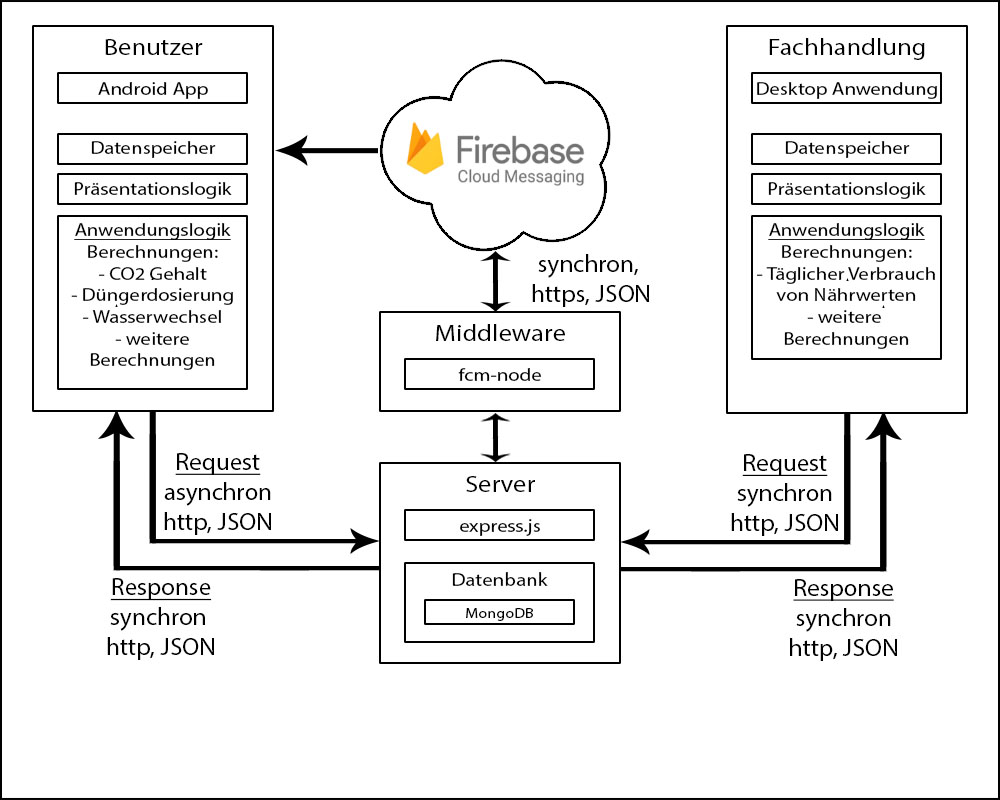 Benutzer
Android App
Datenspeicher
Präsentationslogik
Anwendungslogik
Berechnungen:
- CO2 Gehalt
- Düngerdosierung
- Wasserwechsel
- weitere
Berechnungen
Firebase
Cloud Messaging
synchron,
https, JSON
Middleware
fcm-node
Server
express.js
Datenbank
MongoDB
Fachhandlung
Desktop Anwendung
Datenspeicher
Präsentationslogik
Anwendungslogik
Berechnungen:
- Täglicher Verbrauch
von Nährwerten
- weitere
Berechnungen
Request
asynchron
http, JSON
Response
synchron
http, JSON
Request
synchron
http, JSON
Response
synchron
http, JSON